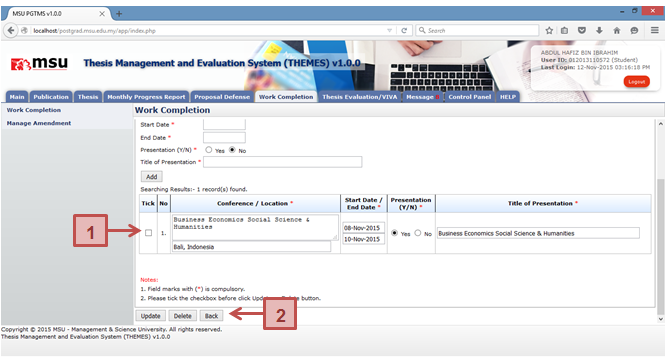 MSU PGTMS v1.0.0
localhost/postgrad.msu.edu.my/app/index.php
Search
msu
Thesis Management and Evaluation System (THEMES) v1.0.0
ABDUL HAFIZ BIN IBRAHIM
User ID: 012013110572 (Student)
Last Login: 12-Nov-2015 03:16:18 PM
Logout
Main Publication Thesis Monthly Progress Report Proposal Defense Work Completion Thesis Evaluation/VIVA Message Control Panel HELP
Work Completion
Manage Amendment
Work Completion
Start Date *
End Date *
Presentation (Y/N) * Yes No
Title of Presentation *
Add
Searching Results:- 1 record(s) found.
Tick No Conference / Location * Start Date / End Date * Presentation (Y/N) * Title of Presentation *
1. Business Economics Social Science &
Humanities
Bali, Indonesia
08-Nov-2015
10-Nov-2015
Yes No
Business Economics Social Science & Humanities
1
Notes:
1. Field marks with (*) is compulsory.
2. Please tick the checkbox before click Update or Delete button.
Update Delete Back
2
Copyright © 2015 MSU - Management & Science University. All rights reserved.
Thesis Management and Evaluation System (THEMES) v1.0.0